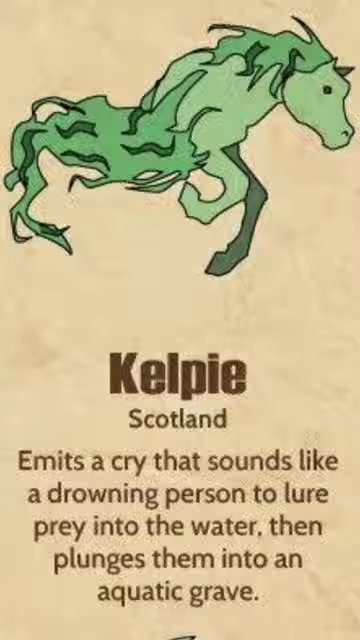 Kelpie
Scotland
Emits a cry that sounds like
a drowning person to lure
prey into the water, then
plunges them into an
aquatic grave.